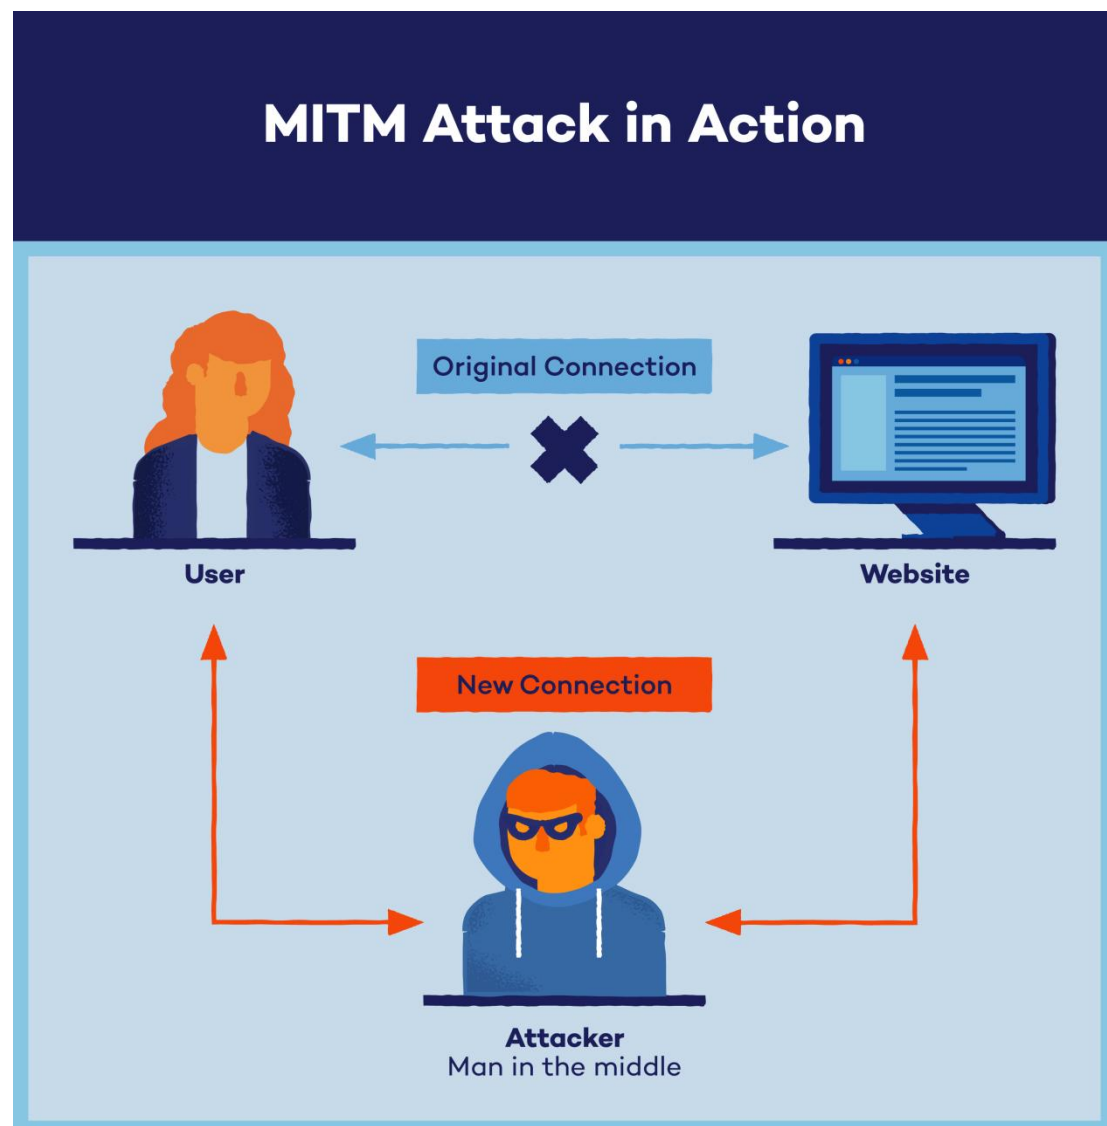 MITM Attack in Action
Original Connection
User
Website
New Connection
Attacker
Man in the middle